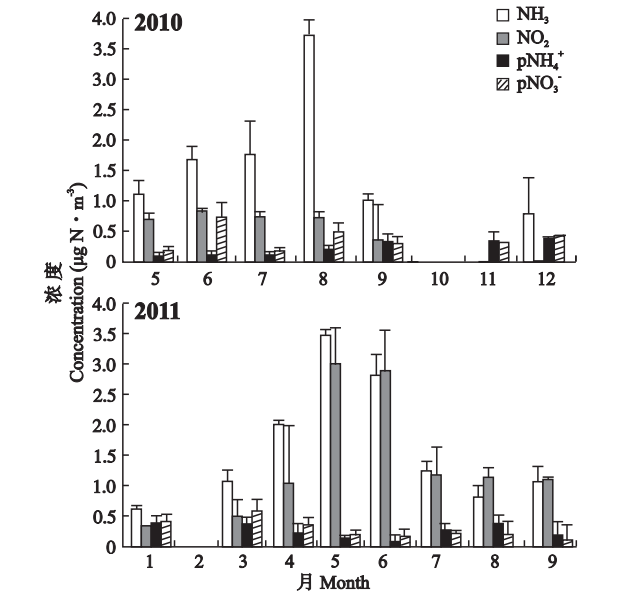 2010
NH₃
NO₂
pNH₄⁺
pNO₃⁻
4.0
3.5
3.0
2.5
2.0
1.5
1.0
0.5
0
5 6 7 8 9 10 11 12
浓度
Concentration (μg N · m⁻³)
2011
4.0
3.5
3.0
2.5
2.0
1.5
1.0
0.5
0
1 2 3 4 5 6 7 8 9
月 Month